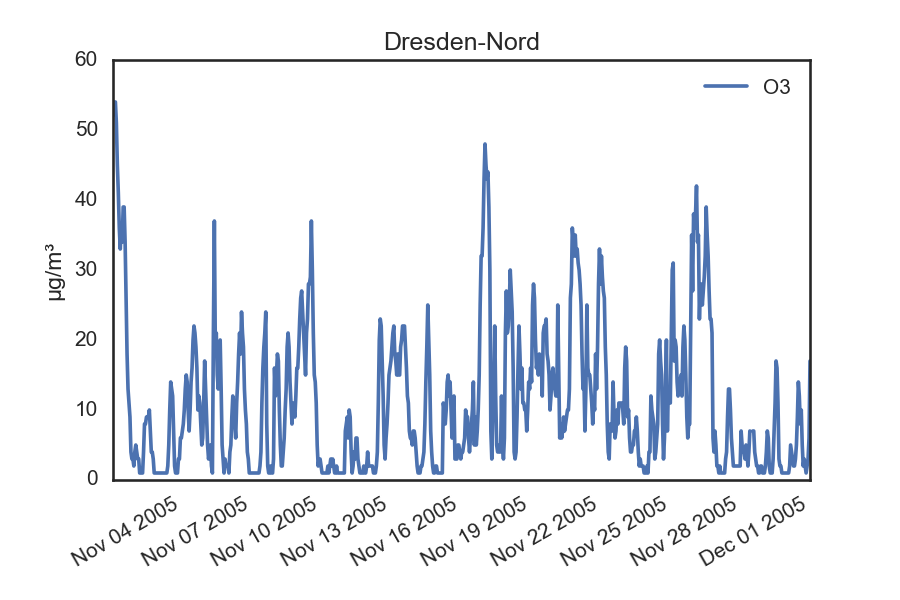 Dresden-Nord
60
50
40
30
20
10
0
µg/m³
O3
Nov 04 2005
Nov 07 2005
Nov 10 2005
Nov 13 2005
Nov 16 2005
Nov 19 2005
Nov 22 2005
Nov 25 2005
Nov 28 2005
Dec 01 2005